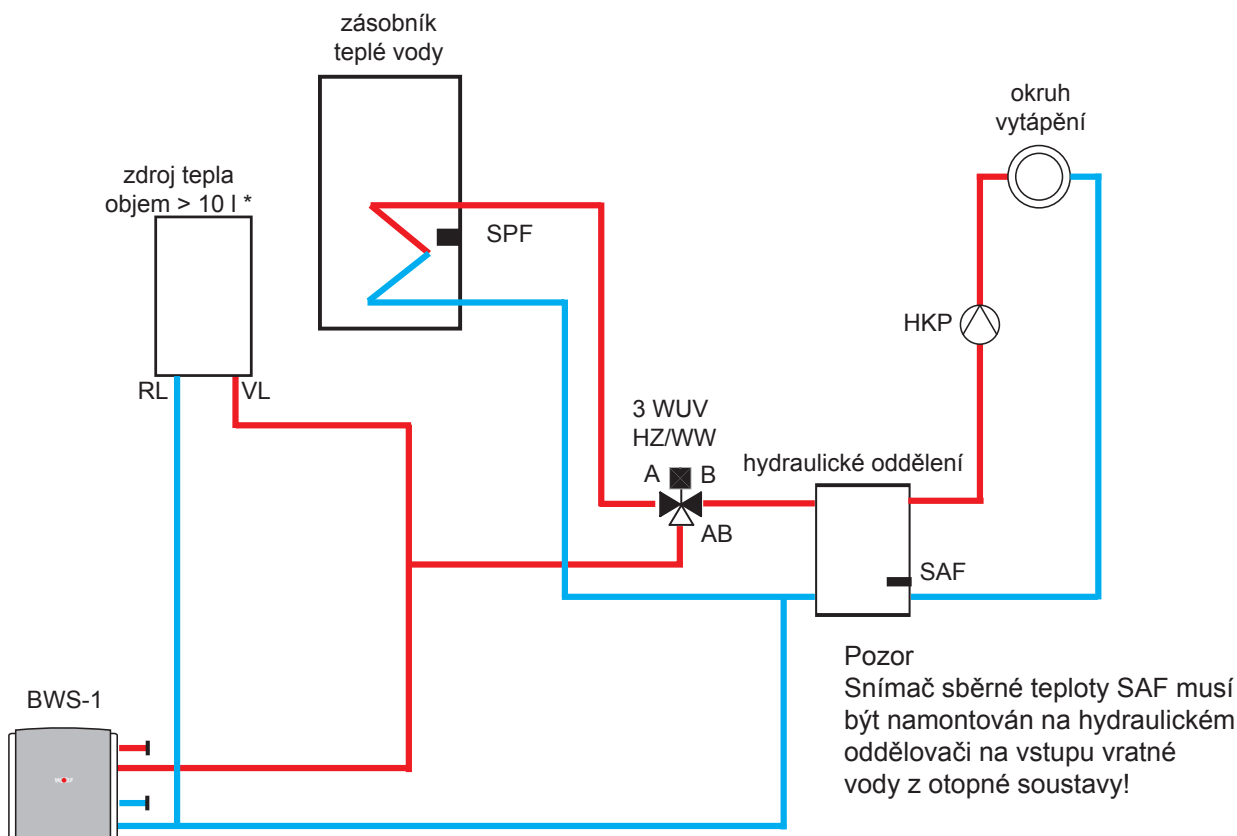 zásobník
teplé vody
okruh
vytápění
zdroj tepla
objem > 10 l *
SPF
HKP
RL
VL
3 WUV
HZ/WW
A
B
AB
hydraulické oddělení
SAF
Pozor
Snímač sběrné teploty SAF musí
být namontován na hydraulickém
oddělovači na vstupu vratné
vody z otopné soustavy!
BWS-1